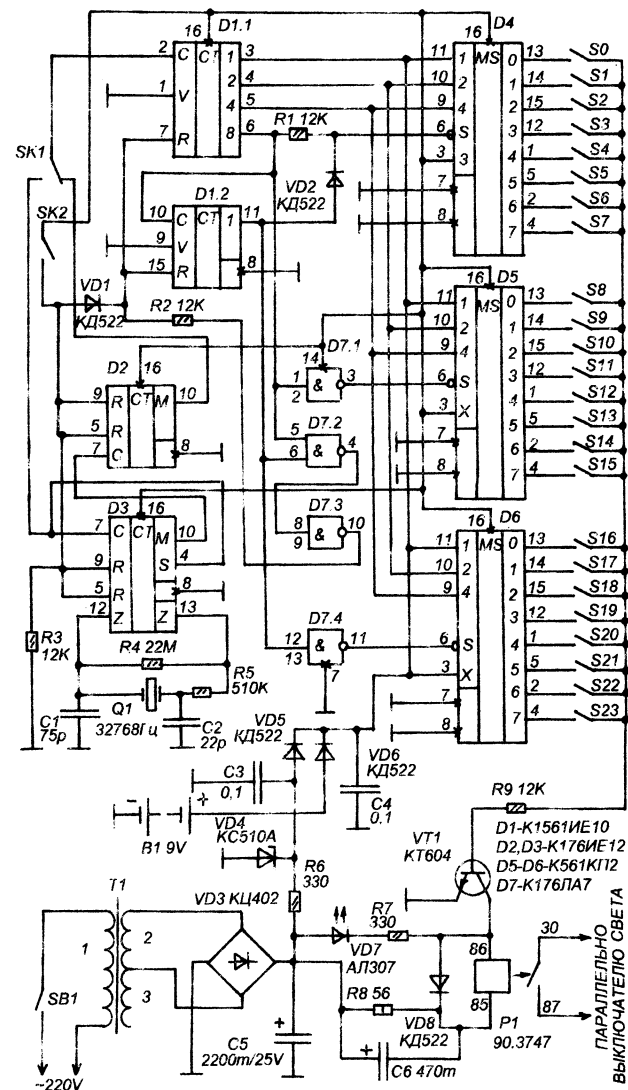 D1.1
16
2 C CT 1 3
2 4
1 V 4 5
7 R 8 6
R1 12K
D1.2
10 C CT 1 11
9 V
15 R 8
VD2
КД522
SK1
SK2
VD1
КД522
R2 12K
D2
16
9 R CT M 10
5 R
7 C 8
D7.1
14
1
2
& 3
D7.2
5
6
& 4
D7.3
8
9
& 10
D7.4
12
13
& 11
7
D3
16
7 C CT M 10
9 R S 4
5 R 8
12 Z Z 13
R3
12K
R4 22M
R5
510K
C1
75p
Q1
32768Гц
C2
22p
D4
16
11 1 MS 0 13 S0
10 2 1 14 S1
9 4 2 15 S2
6 S 3 12 S3
3 3 4 1 S4
7 5 5 S5
8 6 2 S6
7 4 S7
D5
16
11 1 MS 0 13 S8
10 2 1 14 S9
9 4 2 15 S10
6 S 3 12 S11
3 X 4 1 S12
7 5 5 S13
8 6 2 S14
7 4 S15
D6
16
11 1 MS 0 13 S16
10 2 1 14 S17
9 4 2 15 S18
6 S 3 12 S19
3 X 4 1 S20
7 5 5 S21
8 6 2 S22
7 4 S23
VD5
КД522
VD6
КД522
C3
0,1
C4
0.1
- +
B1 9V
VD4
КС510А
R6
330
R9 12K
VT1
КТ604
D1-К1561ИЕ10
D2,D3-К176ИЕ12
D5-D6-К561КП2
D7-К176ЛА7
T1
1
2
3
VD3 КЦ402
SB1
~220V
R7
330
VD7
АЛ307
R8 56
VD8
КД522
+
C5
2200m/25V
+
C6 470m
86
85
P1
90.3747
30
87
ПАРАЛЛЕЛЬНО
ВЫКЛЮЧАТЕЛЮ СВЕТА